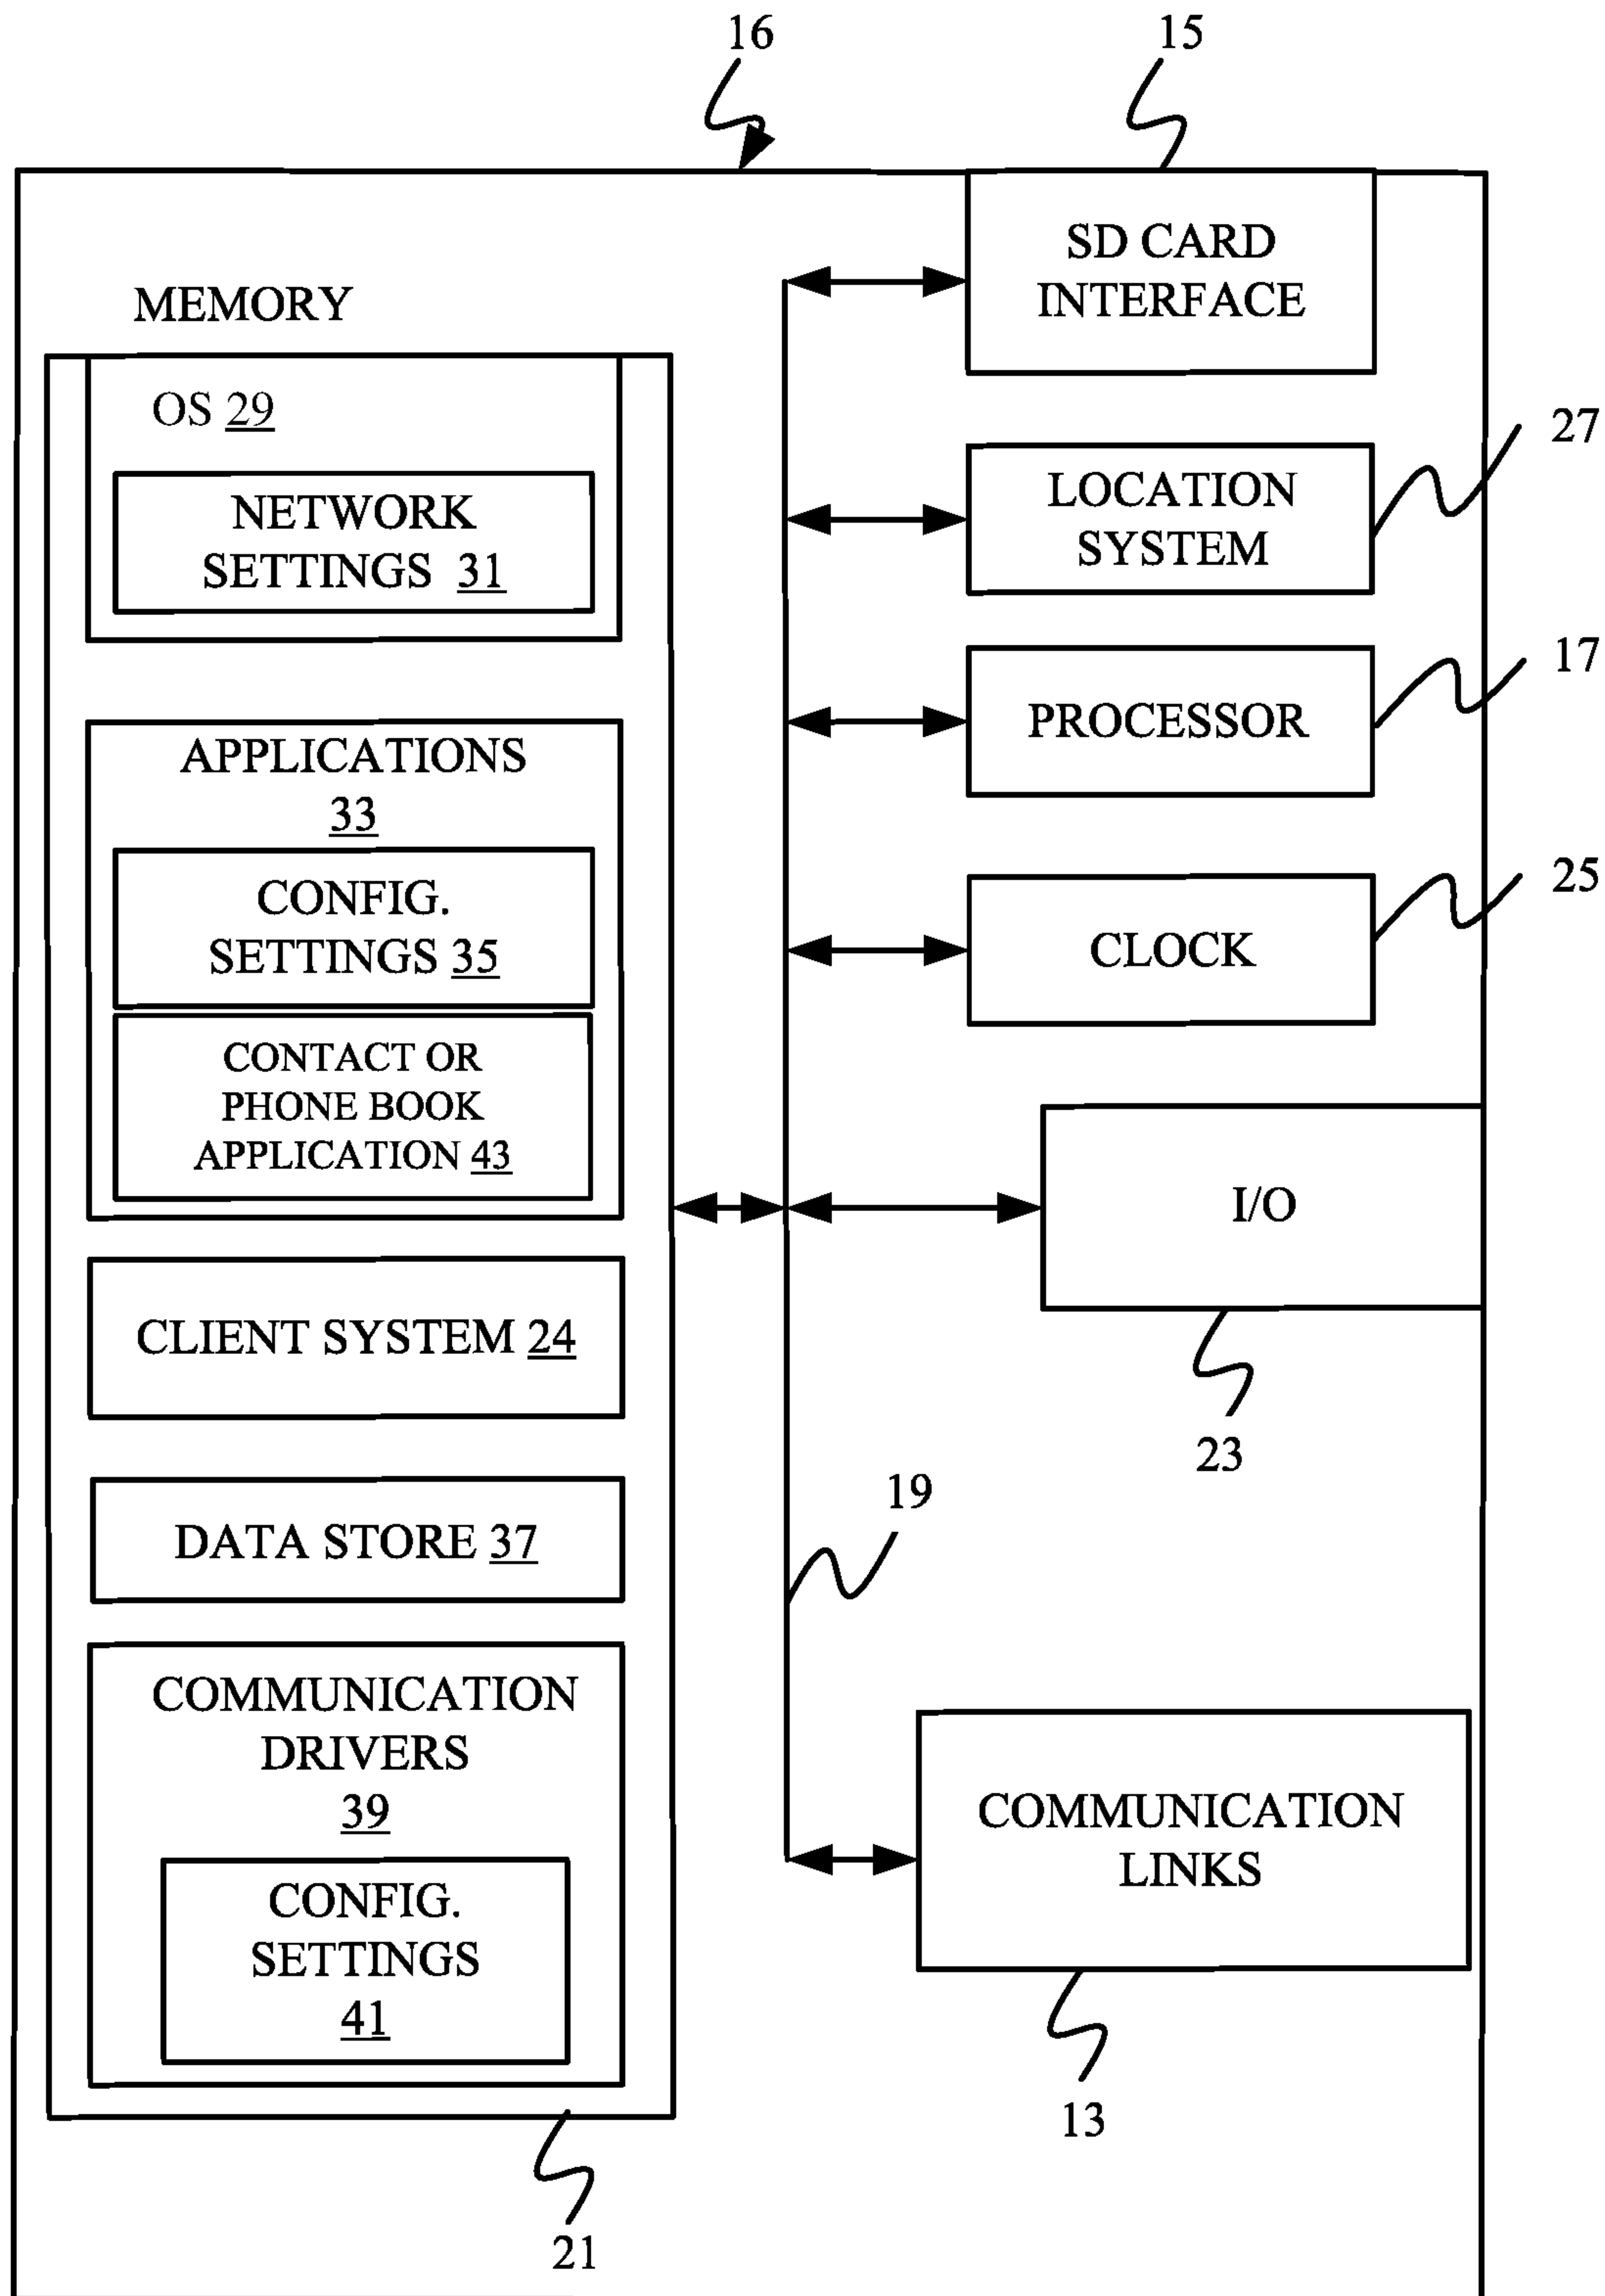 16
15
SD CARD
INTERFACE
MEMORY
OS 29
NETWORK
SETTINGS 31
27
LOCATION
SYSTEM
17
PROCESSOR
APPLICATIONS
33
CONFIG.
SETTINGS 35
25
CLOCK
CONTACT OR
PHONE BOOK
APPLICATION 43
I/O
23
CLIENT SYSTEM 24
19
DATA STORE 37
COMMUNICATION
DRIVERS
39
CONFIG.
SETTINGS
41
COMMUNICATION
LINKS
13
21